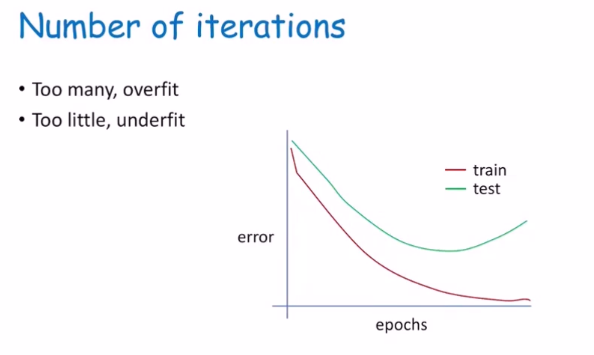 Number of iterations
• Too many, overfit
• Too little, underfit
train
test
error
epochs